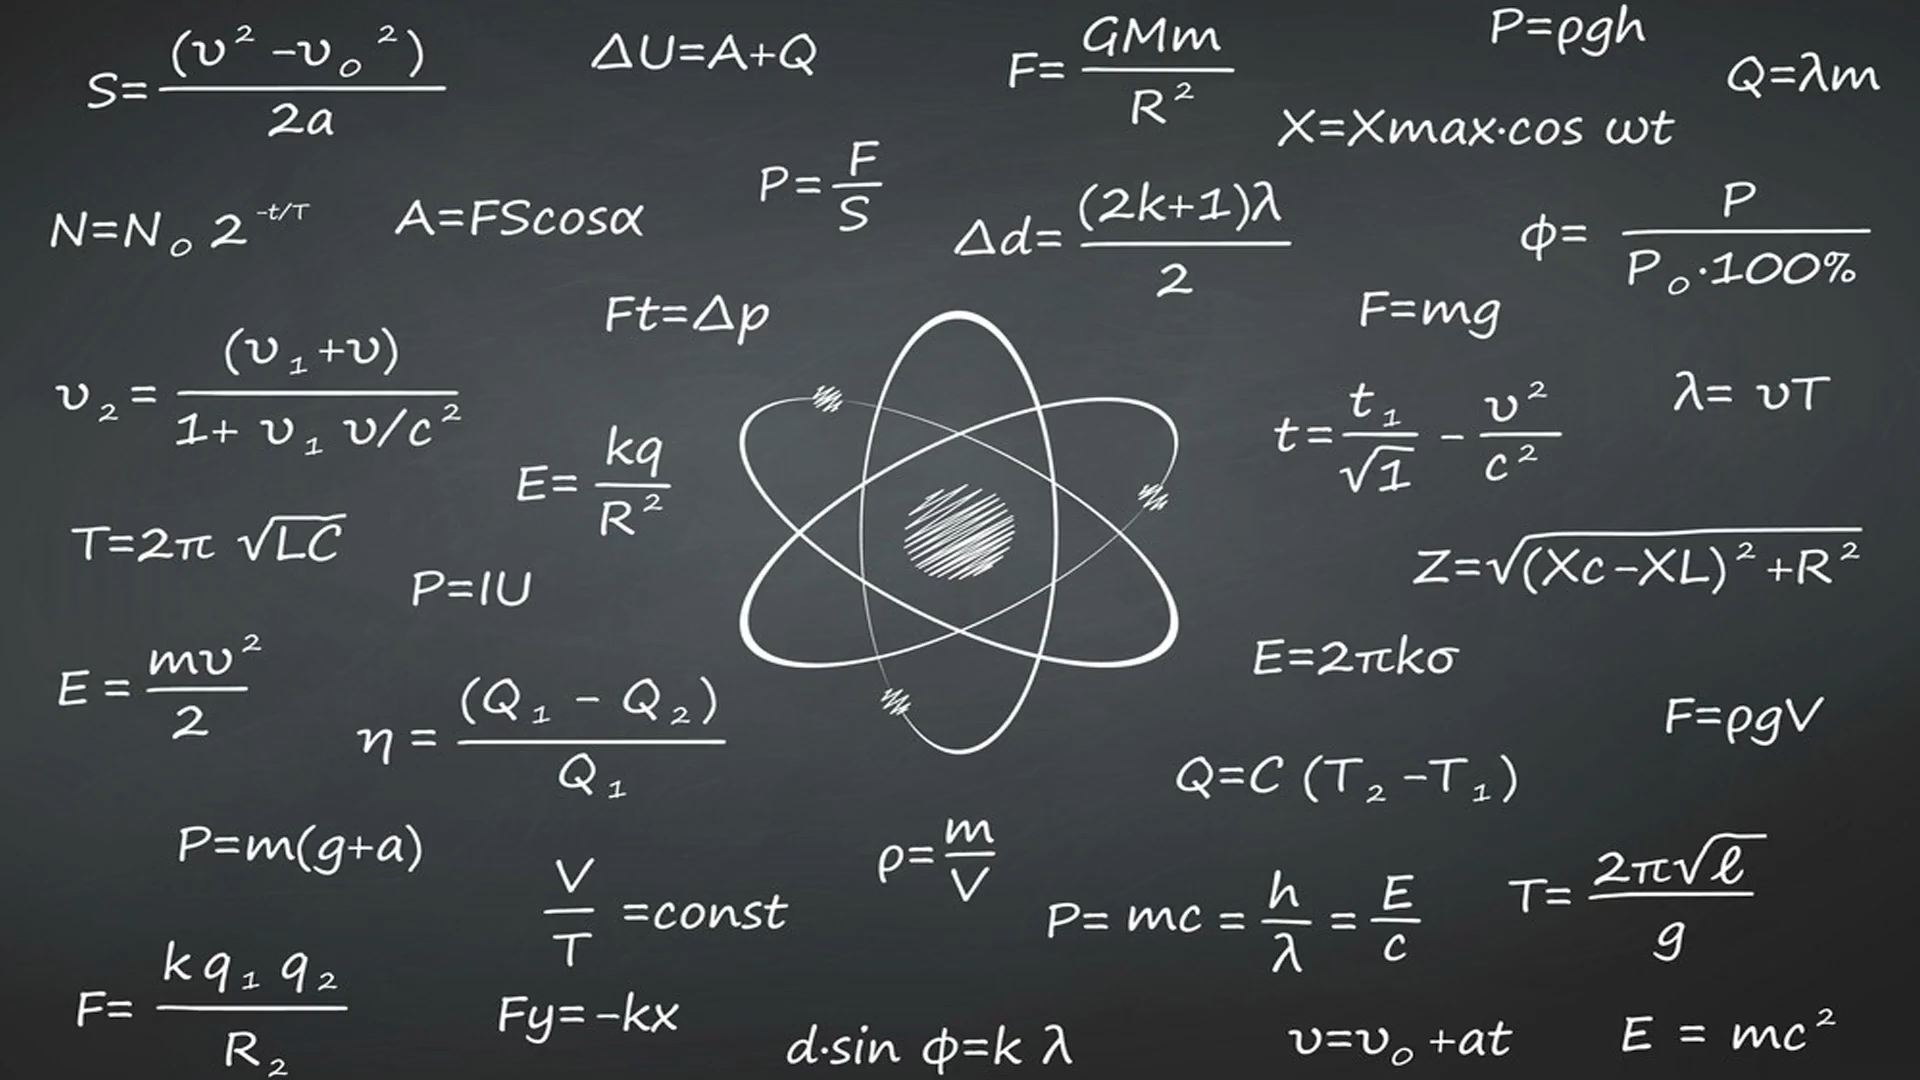 S=(υ²-υ₀²)/2a
ΔU=A+Q
F=GMm/R²
P=ρgh
Q=λm
X=Xmax·cos ωt
N=N₀2^-t/T
A=FScosα
P=F/S
Δd=(2k+1)λ/2
ϕ=P/P₀·100%
Ft=Δp
F=mg
υ₂=(υ₁+υ)/1+υ₁υ/c²
E=kq/R²
t=t₁/√1-υ²/c²
λ=υT
T=2π√LC
P=IU
Z=√(Xc-XL)²+R²
E=mυ²/2
η=(Q₁-Q₂)/Q₁
E=2πkσ
F=ρgV
Q=C(T₂-T₁)
P=m(g+a)
V/T=const
ρ=m/V
P=mc=h/λ=E/c
T=2π√ℓ/g
F=kq₁q₂/R₂
Fy=-kx
d·sin ϕ=k λ
υ=υ₀+at
E = mc²